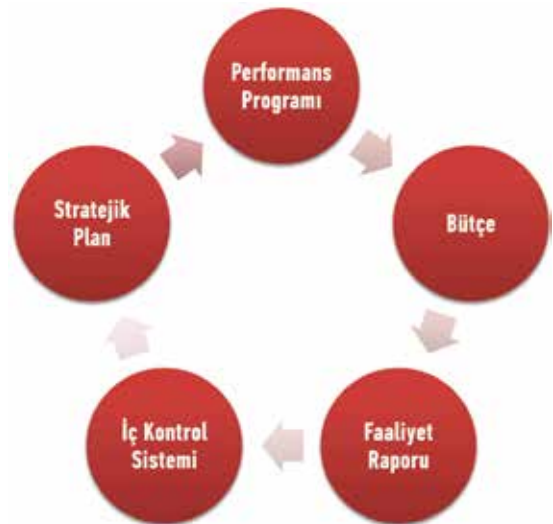 Performans
Programı
Bütçe
Faaliyet
Raporu
İç Kontrol
Sistemi
Stratejik
Plan